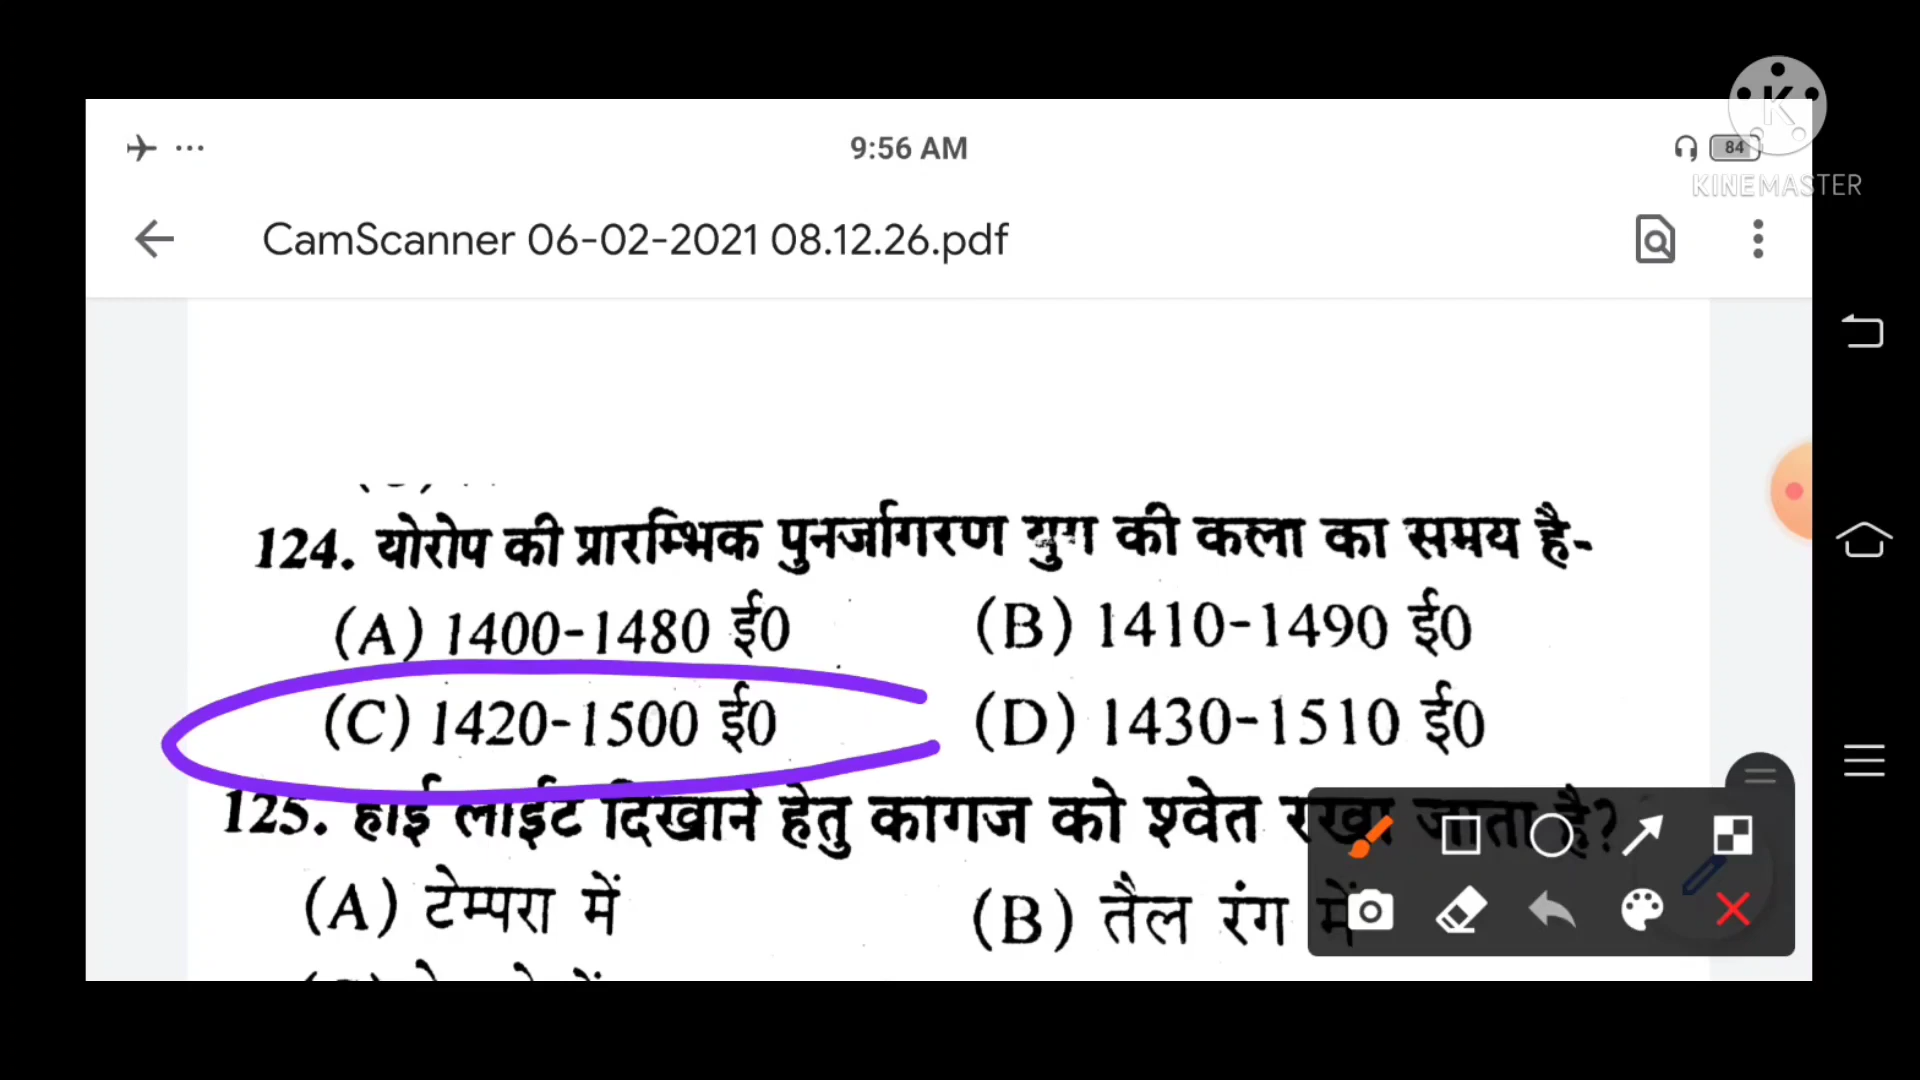 9:56 AM
84
KINEMASTER
CamScanner 06-02-2021 08.12.26.pdf
124. योरोप की प्रारम्भिक पुनर्जागरण युग की कला का समय है-
(A) 1400-1480 ई0 (B) 1410-1490 ई0
(C) 1420-1500 ई0 (D) 1430-1510 ई0
125. हाई लाईट दिखाने हेतु कागज को श्वेत रखा जाता है?
(A) टेम्परा में (B) तैल रंग में